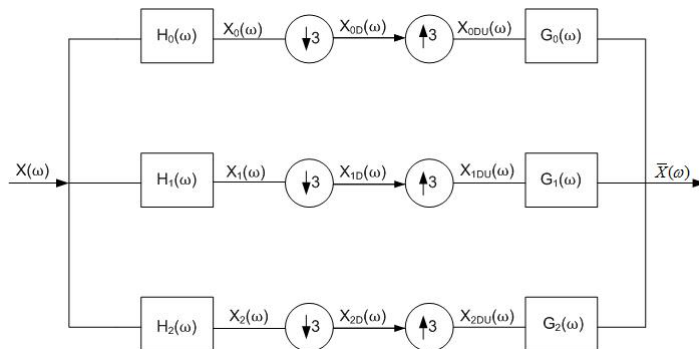 H₀(ω) X₀(ω) ↓3 X₀D(ω) ↑3 X₀DU(ω) G₀(ω)
X(ω) H₁(ω) X₁(ω) ↓3 X₁D(ω) ↑3 X₁DU(ω) G₁(ω) X̅(ω)
H₂(ω) X₂(ω) ↓3 X₂D(ω) ↑3 X₂DU(ω) G₂(ω)